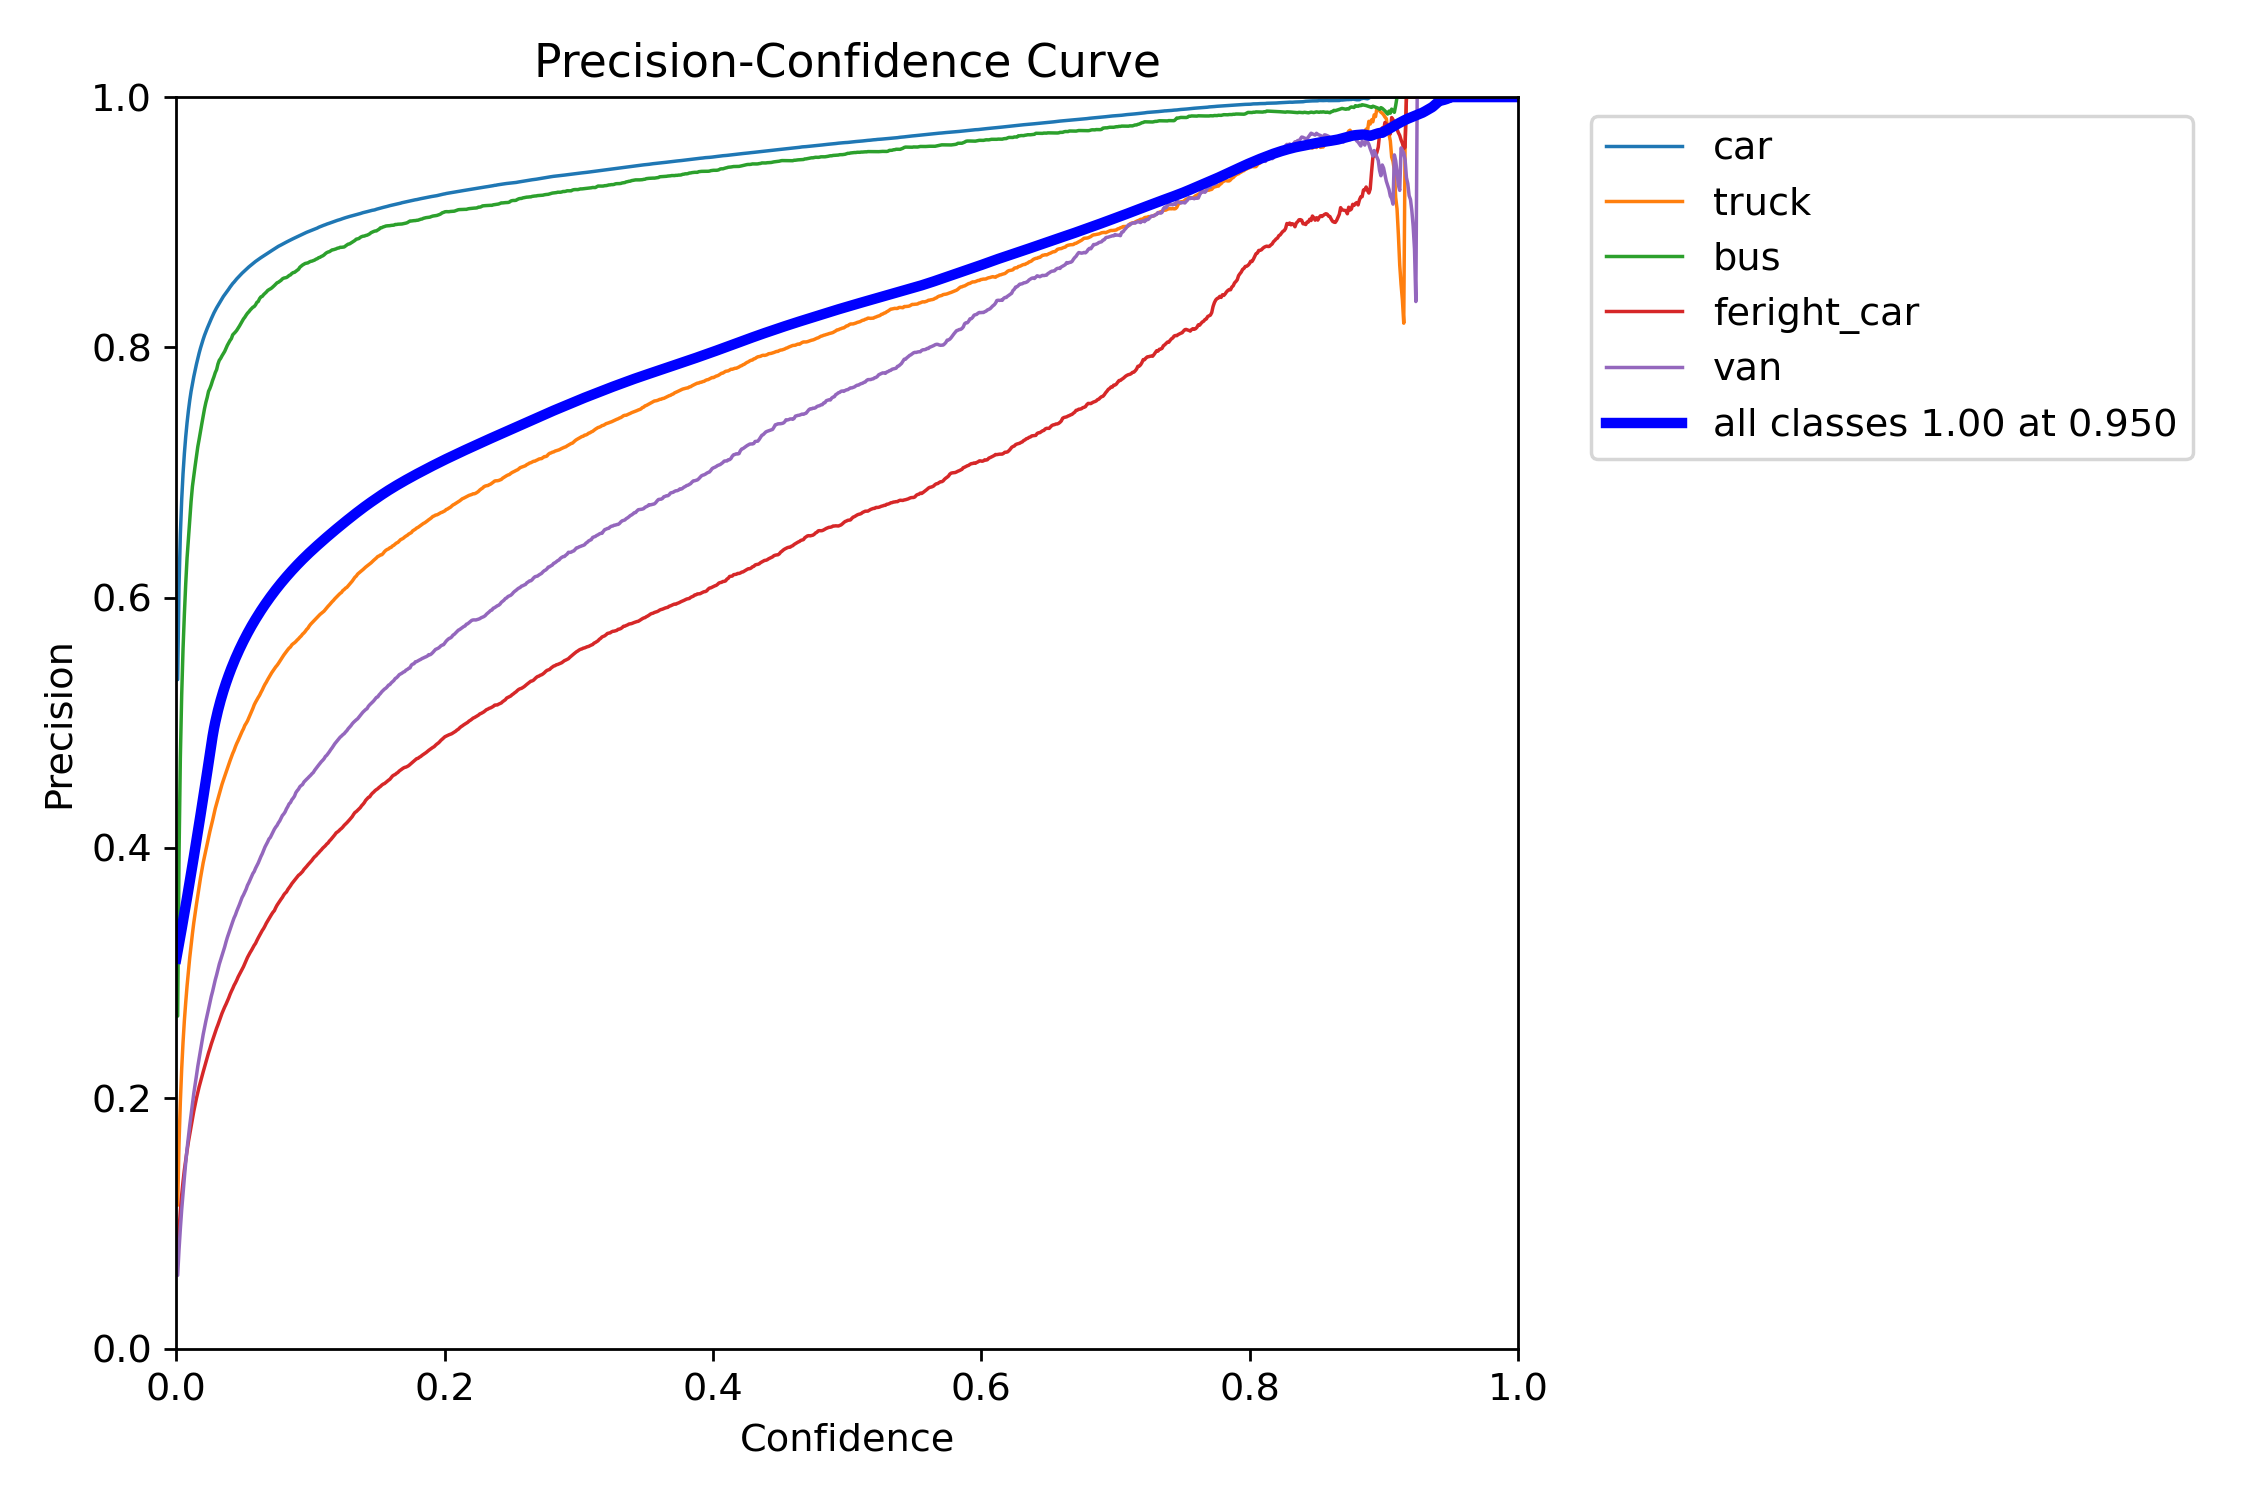 Precision-Confidence Curve
1.0
0.8
0.6
0.4
0.2
0.0
Precision
0.0 0.2 0.4 0.6 0.8 1.0
Confidence
car
truck
bus
feright_car
van
all classes 1.00 at 0.950